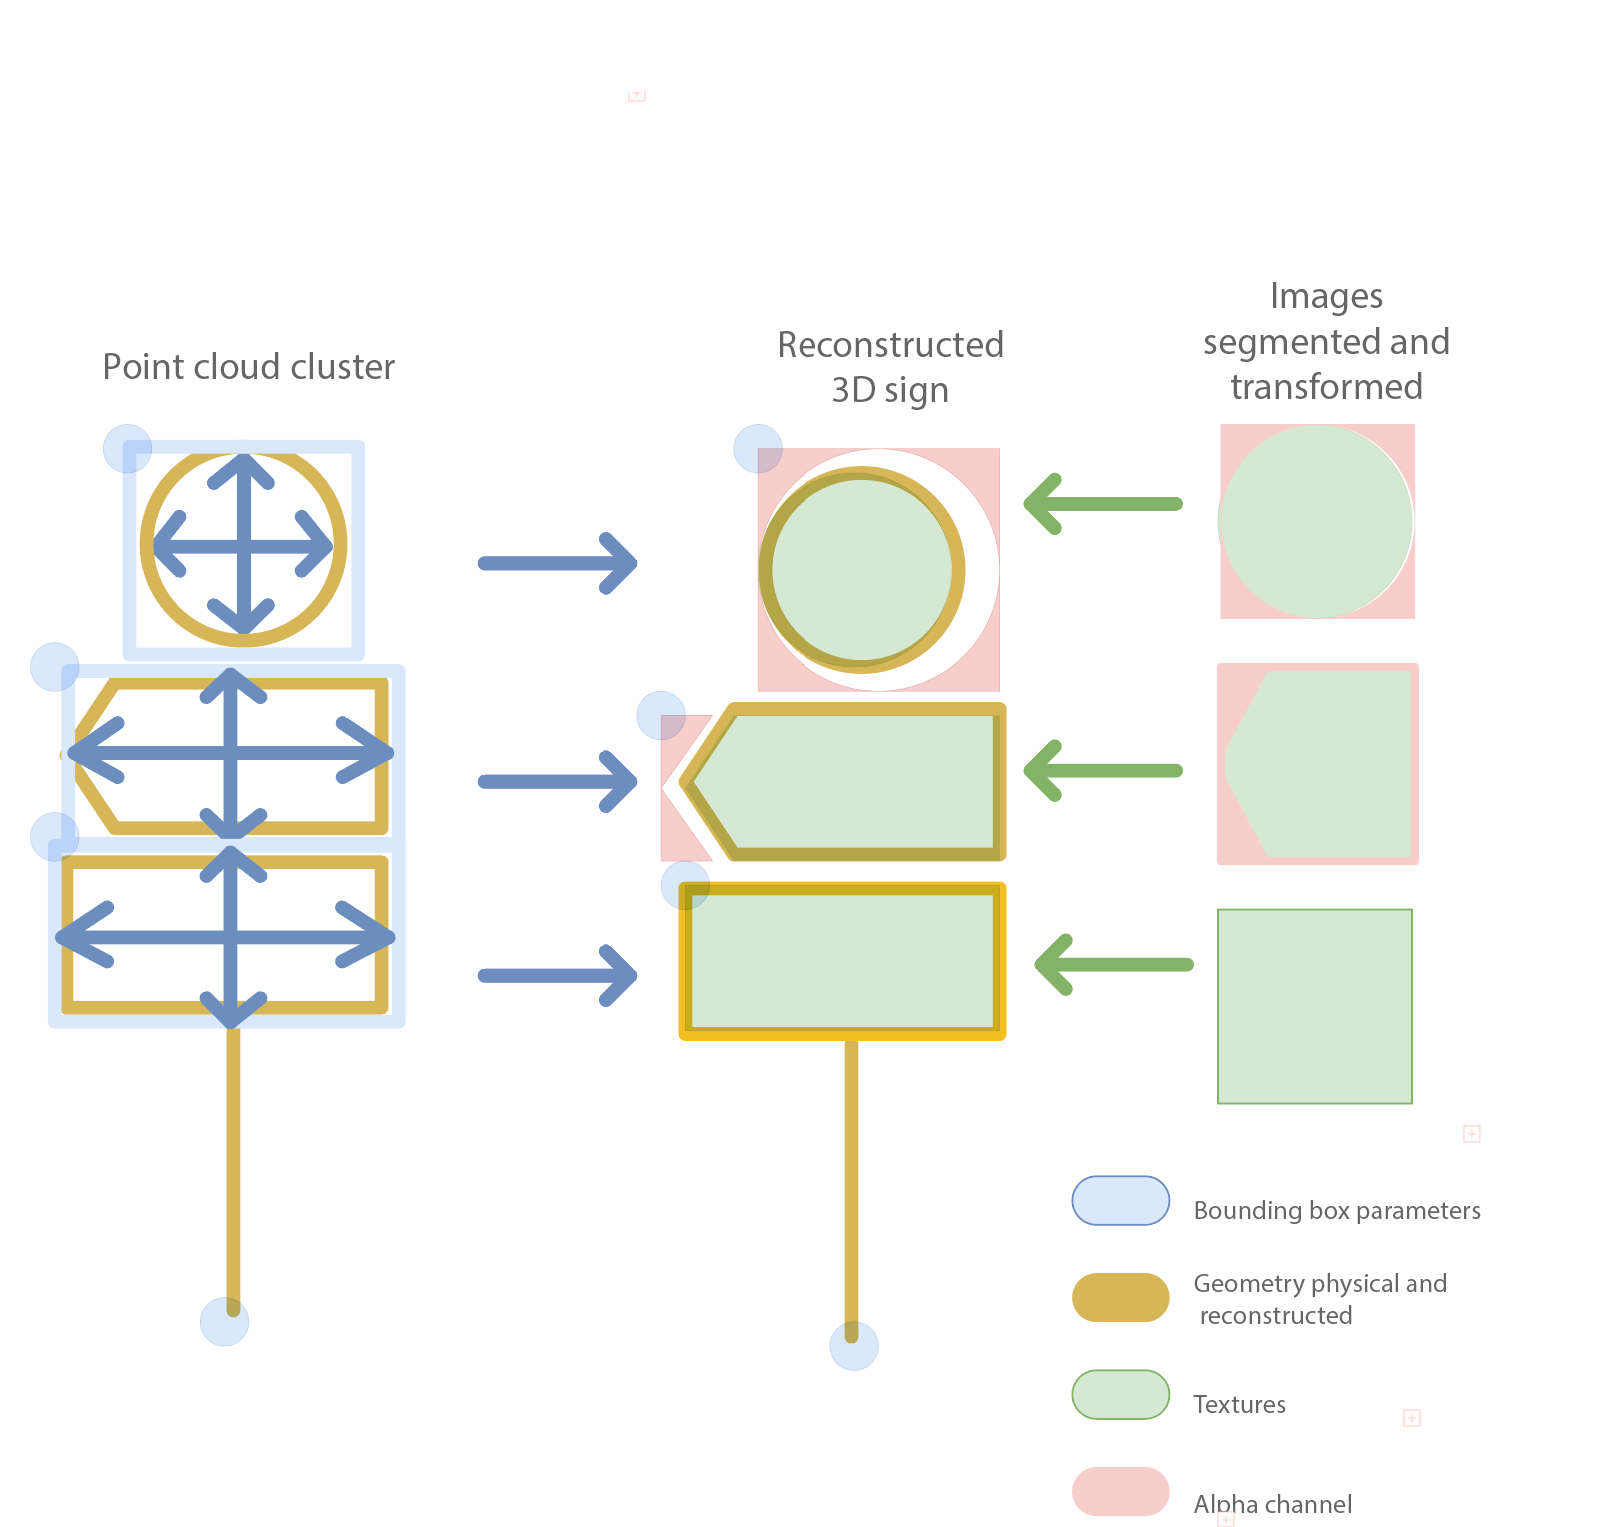 Point cloud cluster
Reconstructed
3D sign
Images
segmented and
transformed
Bounding box parameters
Geometry physical and
reconstructed
Textures
Alpha channel